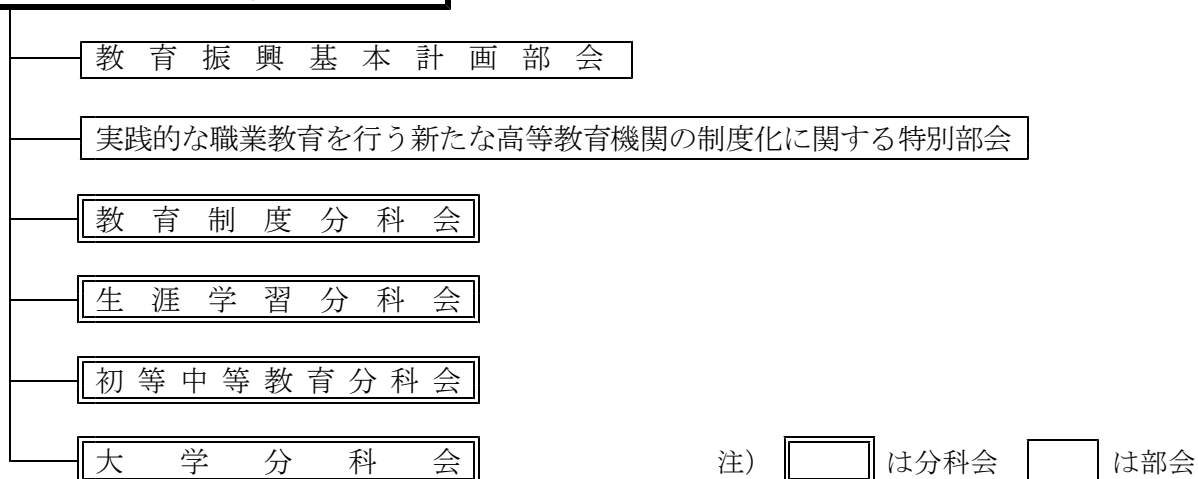 教育振興基本計画部会
実践的な職業教育を行う新たな高等教育機関の制度化に関する特別部会
教育制度分科会
生涯学習分科会
初等中等教育分科会
大学分科会
注) は分科会 は部会